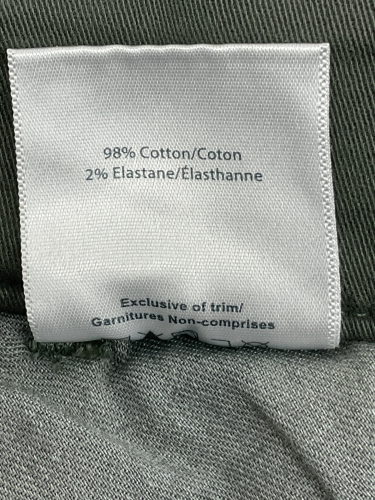 98% Cotton/Coton
2% Elastane/Élasthanne
Exclusive of trim/
Garnitures Non-comprises